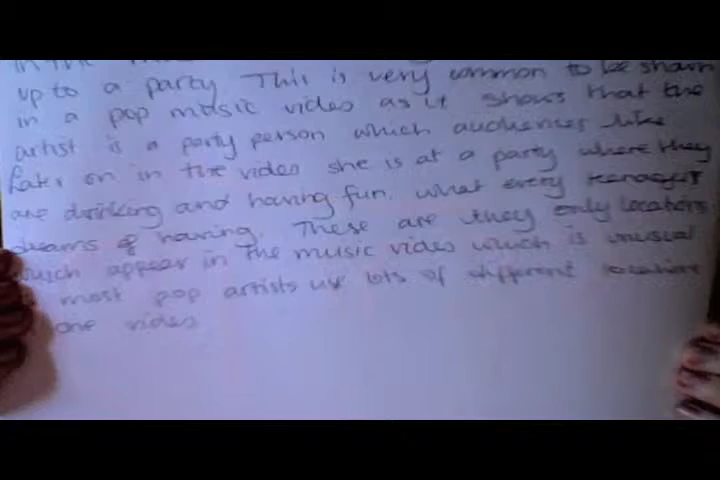 up to a party This is very common to be shown
in a pop music video as it shows that the
artist is a party person which audiences like
Later on in the video she is at a party where they
are drinking and having fun. what every teenager
dreams of having. These are they only locations
which appear in the music video which is unusual
most pop artists use lots of different locations
one video